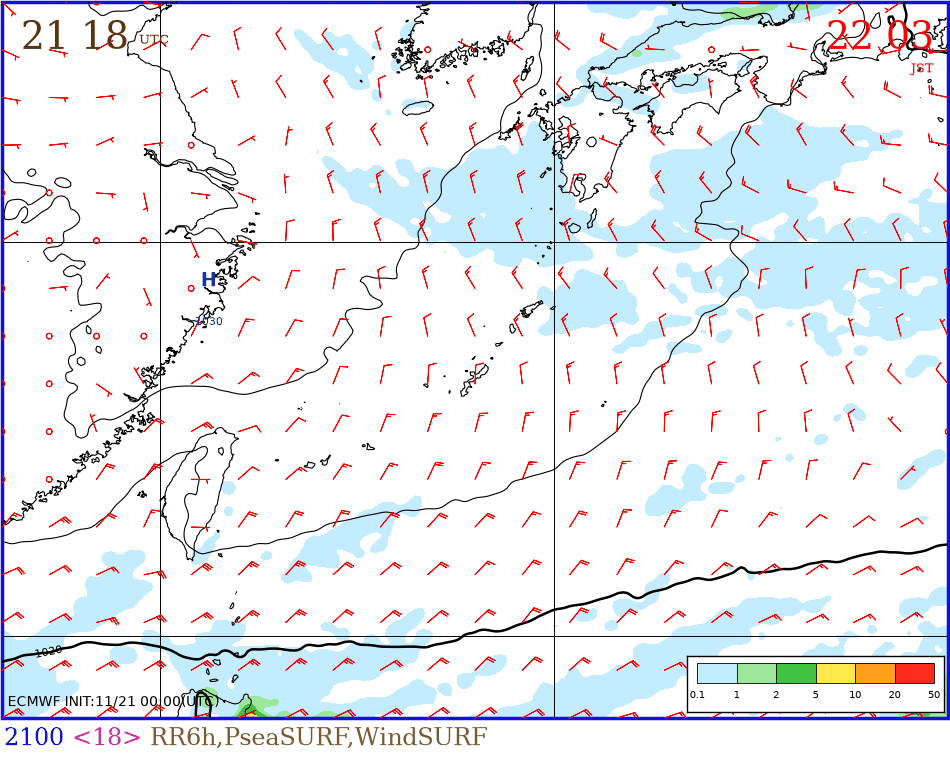 21 18 UTC
22 03
JST
H
1030
1020
ECMWF INIT:11/21 00:00(UTC)
0.1 1 2 5 10 20 50
2100 <18> RR6h,PseaSURF,WindSURF